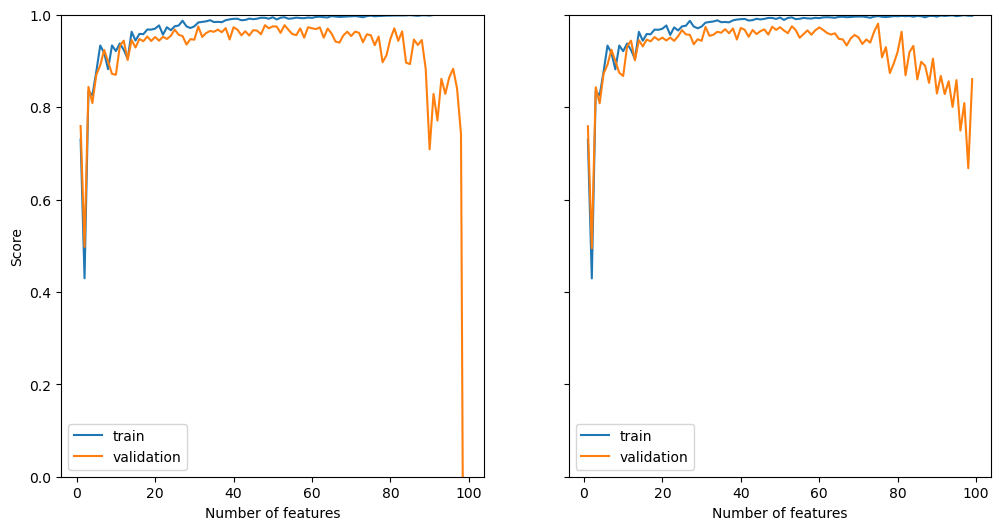 1.0
0.8
0.6
0.4
0.2
0.0
Score
train
validation
0 20 40 60 80 100
Number of features
train
validation
0 20 40 60 80 100
Number of features